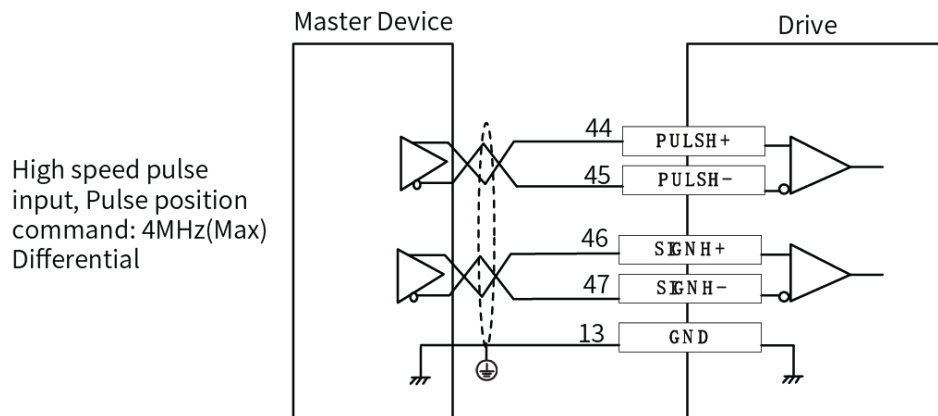 Master Device
Drive
High speed pulse
input, Pulse position
command: 4MHz(Max)
Differential
44 PULSH+
45 PULSH-
46 SIGNH+
47 SIGNH-
13 GND